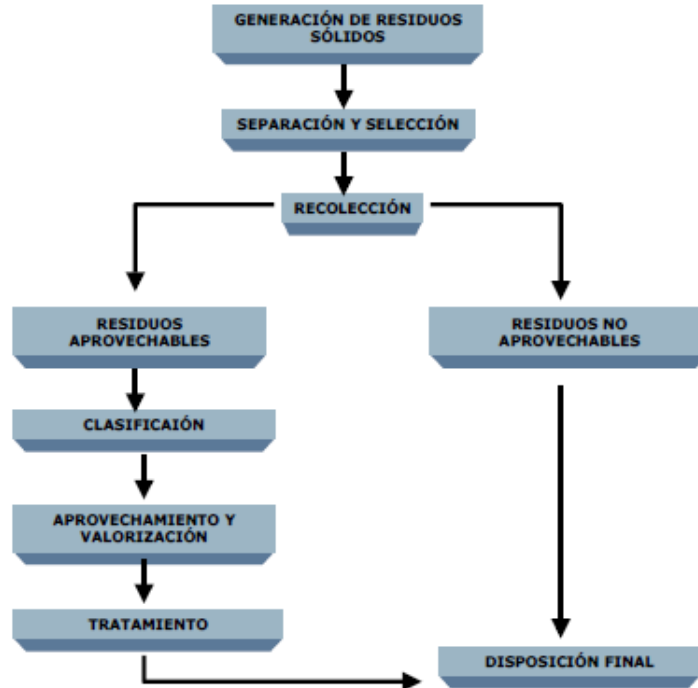 GENERACIÓN DE RESIDUOS
SÓLIDOS
SEPARACIÓN Y SELECCIÓN
RECOLECCIÓN
RESIDUOS
APROVECHABLES
RESIDUOS NO
APROVECHABLES
CLASIFICAIÓN
APROVECHAMIENTO Y
VALORIZACIÓN
TRATAMIENTO
DISPOSICIÓN FINAL